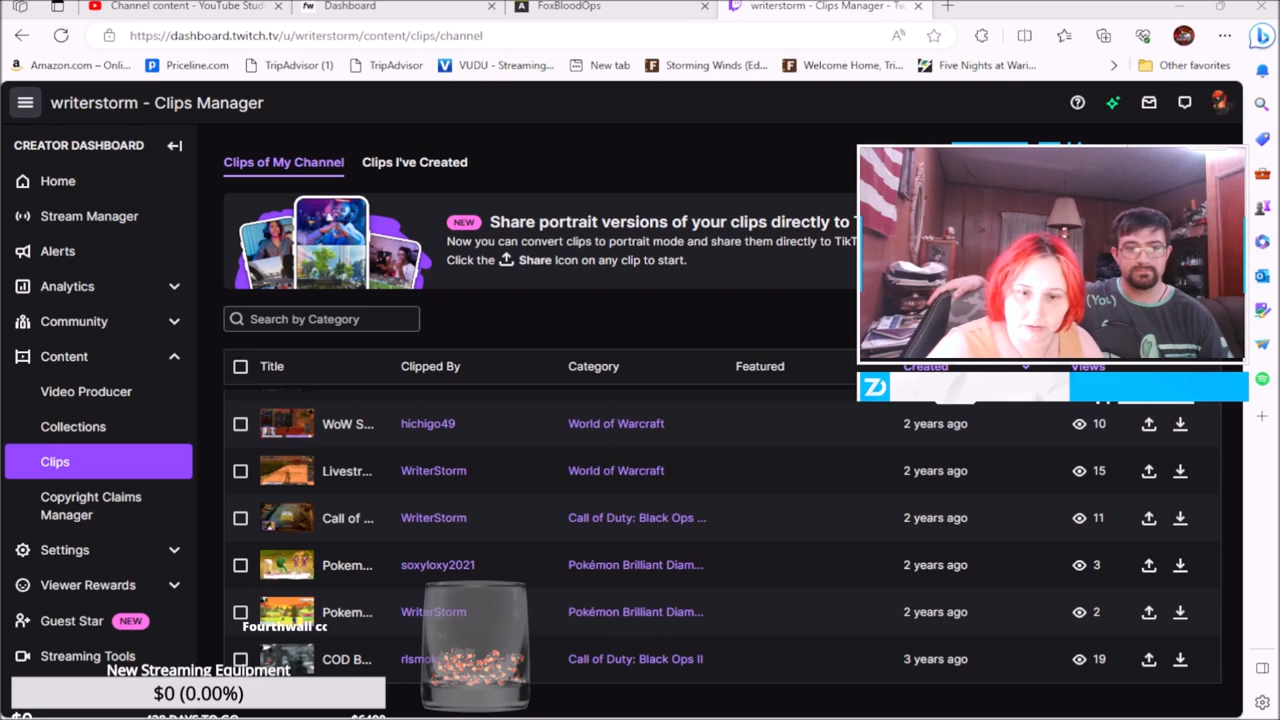 Channel content - YouTube Studi
Dashboard
FoxBloodOps
writerstorm - Clips Manager - Tw
https://dashboard.twitch.tv/u/writerstorm/content/clips/channel
Amazon.com – Onli...
Priceline.com
TripAdvisor (1)
TripAdvisor
VUDU - Streaming...
New tab
Storming Winds (Ed...
Welcome Home, Tri...
Five Nights at Wari...
Other favorites
writerstorm - Clips Manager
CREATOR DASHBOARD
Home
Stream Manager
Alerts
Analytics
Community
Content
Video Producer
Collections
Clips
Copyright Claims
Manager
Settings
Viewer Rewards
Guest Star NEW
Streaming Tools
Clips of My Channel
Clips I've Created
NEW Share portrait versions of your clips directly to T
Now you can convert clips to portrait mode and share them directly to TikT
Click the Share Icon on any clip to start.
Search by Category
Title Clipped By Category Featured Created Views
WoW S... hichigo49 World of Warcraft 2 years ago 10
Livestr... WriterStorm World of Warcraft 2 years ago 15
Call of ... WriterStorm Call of Duty: Black Ops ... 2 years ago 11
Pokem... soxyloxy2021 Pokémon Brilliant Diam... 2 years ago 3
Pokem... WriterStorm Pokémon Brilliant Diam... 2 years ago 2
COD B... rlsmok Call of Duty: Black Ops II 3 years ago 19
Fourthwall cc
New Streaming Equipment
$0 (0.00%)
(YOL)